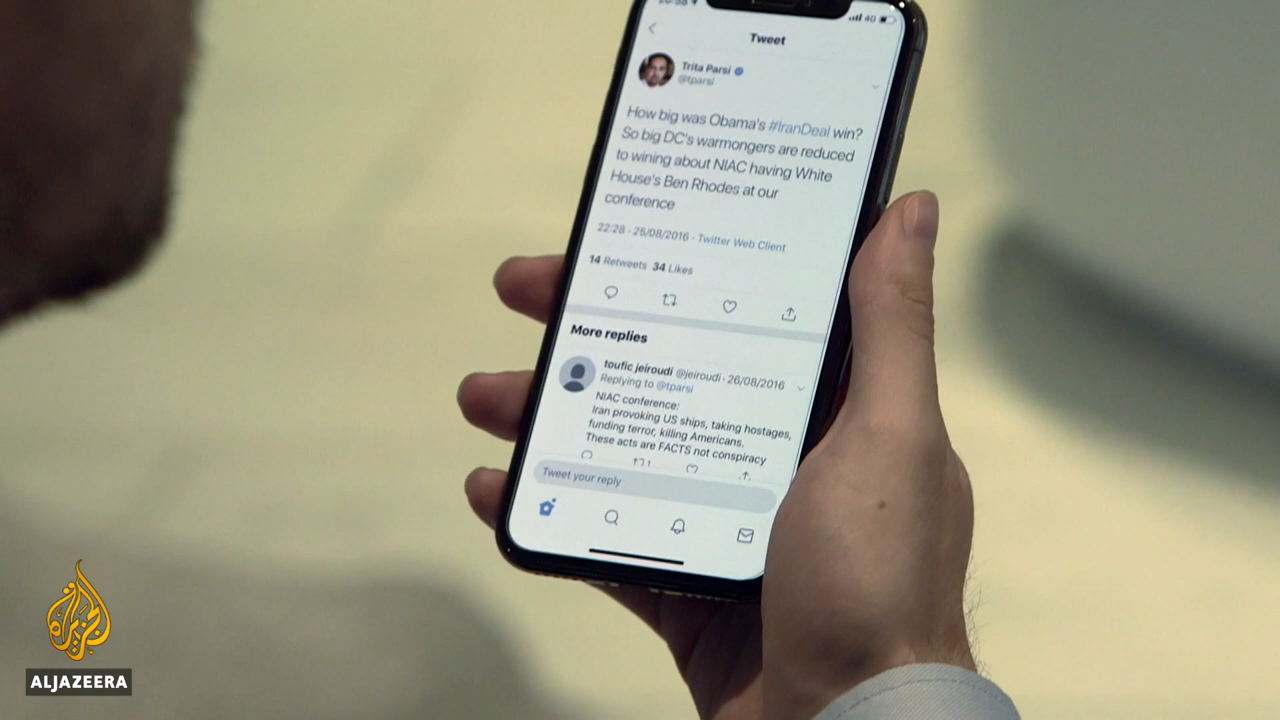 4G
Tweet
Trita Parsi
@tparsi
How big was Obama's #IranDeal win?
So big DC's warmongers are reduced
to wining about NIAC having White
House's Ben Rhodes at our
conference
22:28 · 25/08/2016 · Twitter Web Client
14 Retweets 34 Likes
More replies
toufic jeiroudi @jeiroudi · 26/08/2016
Replying to @tparsi
NIAC conference:
Iran provoking US ships, taking hostages,
funding terror, killing Americans.
These acts are FACTS not conspiracy
1
Tweet your reply
الجزيرة
ALJAZEERA